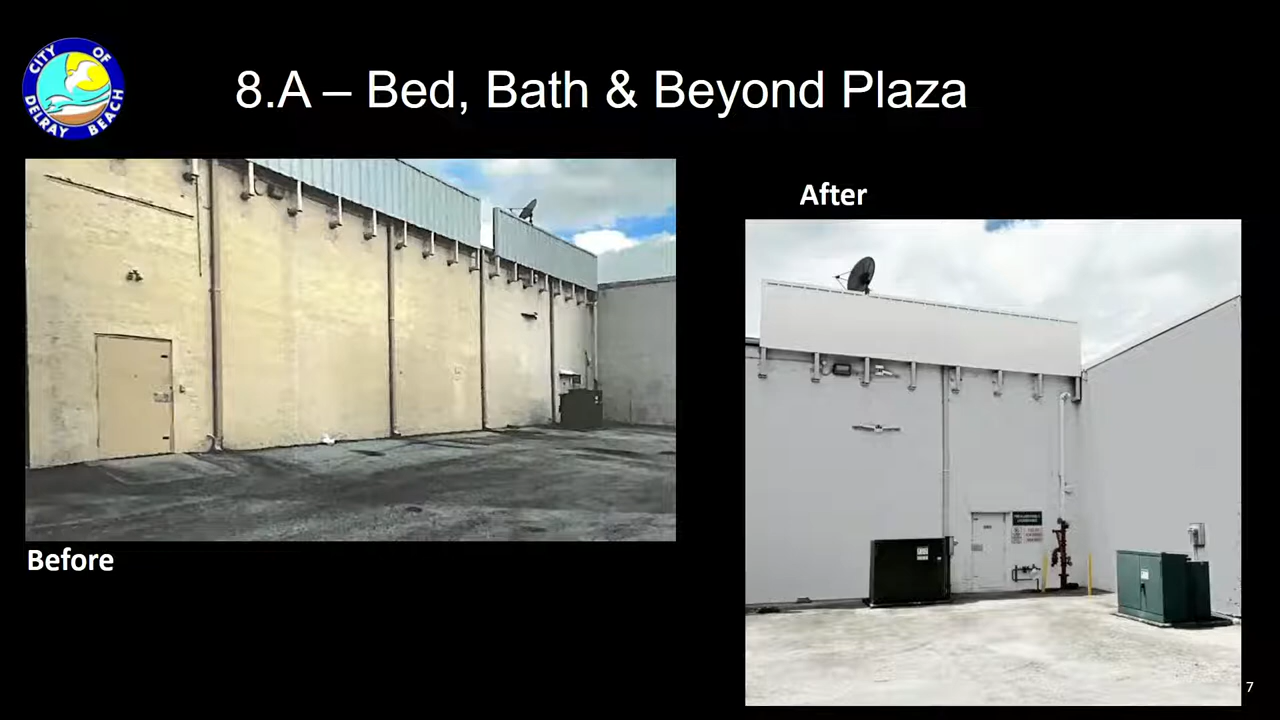 CITY OF
DELRAY BEACH
8.A – Bed, Bath & Beyond Plaza
After
Before
7